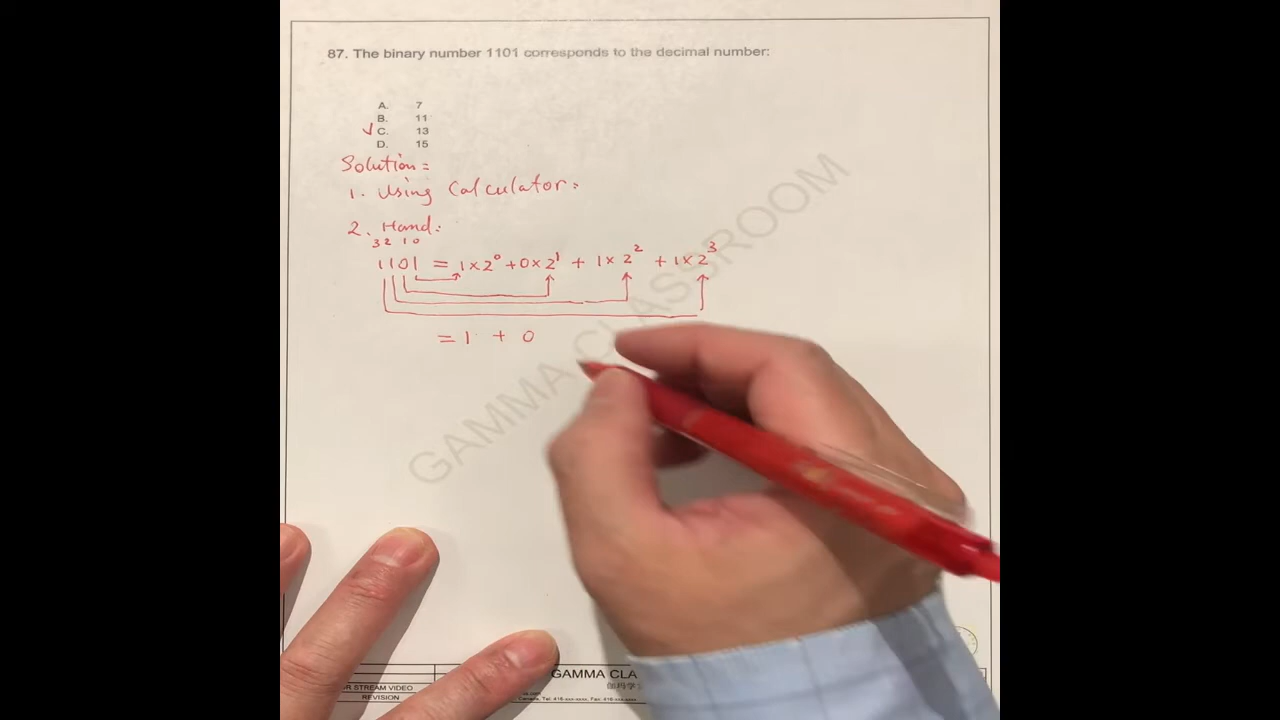 87. The binary number 1101 corresponds to the decimal number:
A. 7
B. 11
✓ C. 13
D. 15
Solution:
1. Using Calculator:
2. Hand:
3 2 1 0
1101 = 1×2⁰ + 0×2¹ + 1×2² + 1×2³
= 1 + 0
GAMMA CLASSROOM
GAMMA CLA
OR STREAM VIDEO
REVISION